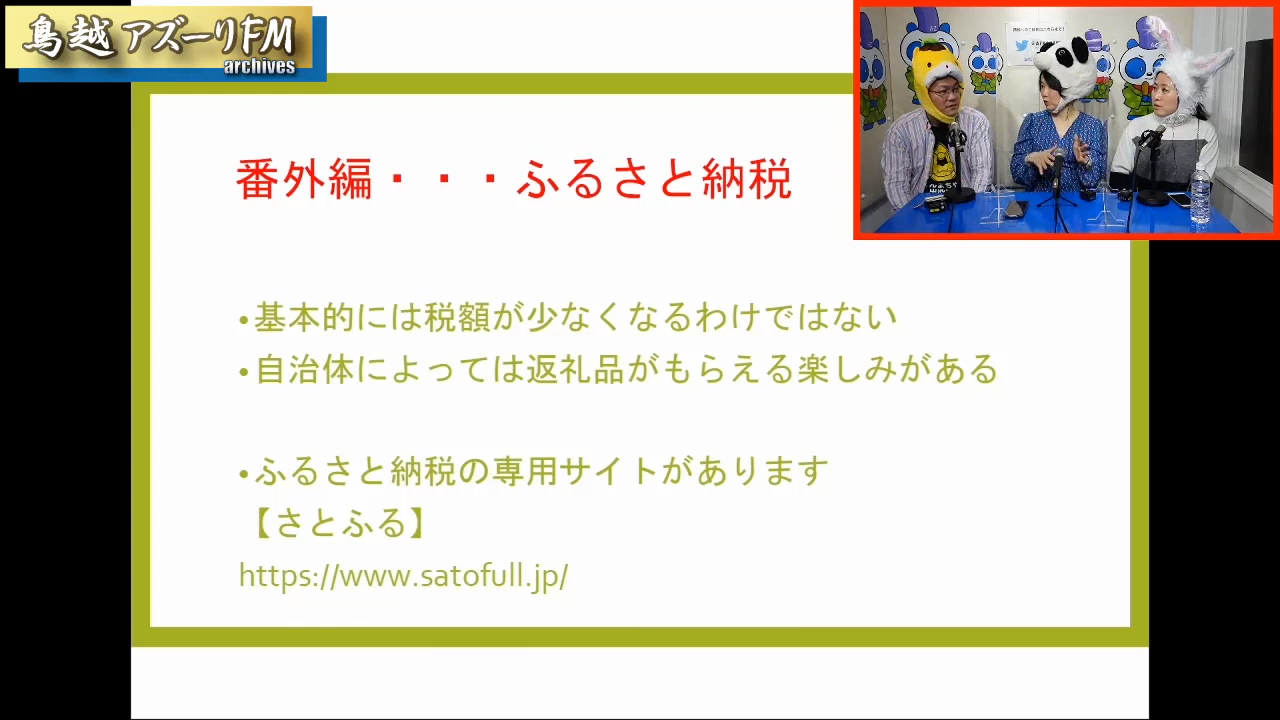 鳥越アズーリFM
archives
番外編・・・ふるさと納税
•基本的には税額が少なくなるわけではない
•自治体によっては返礼品がもらえる楽しみがある
•ふるさと納税の専用サイトがあります
【さとふる】
https://www.satofull.jp/